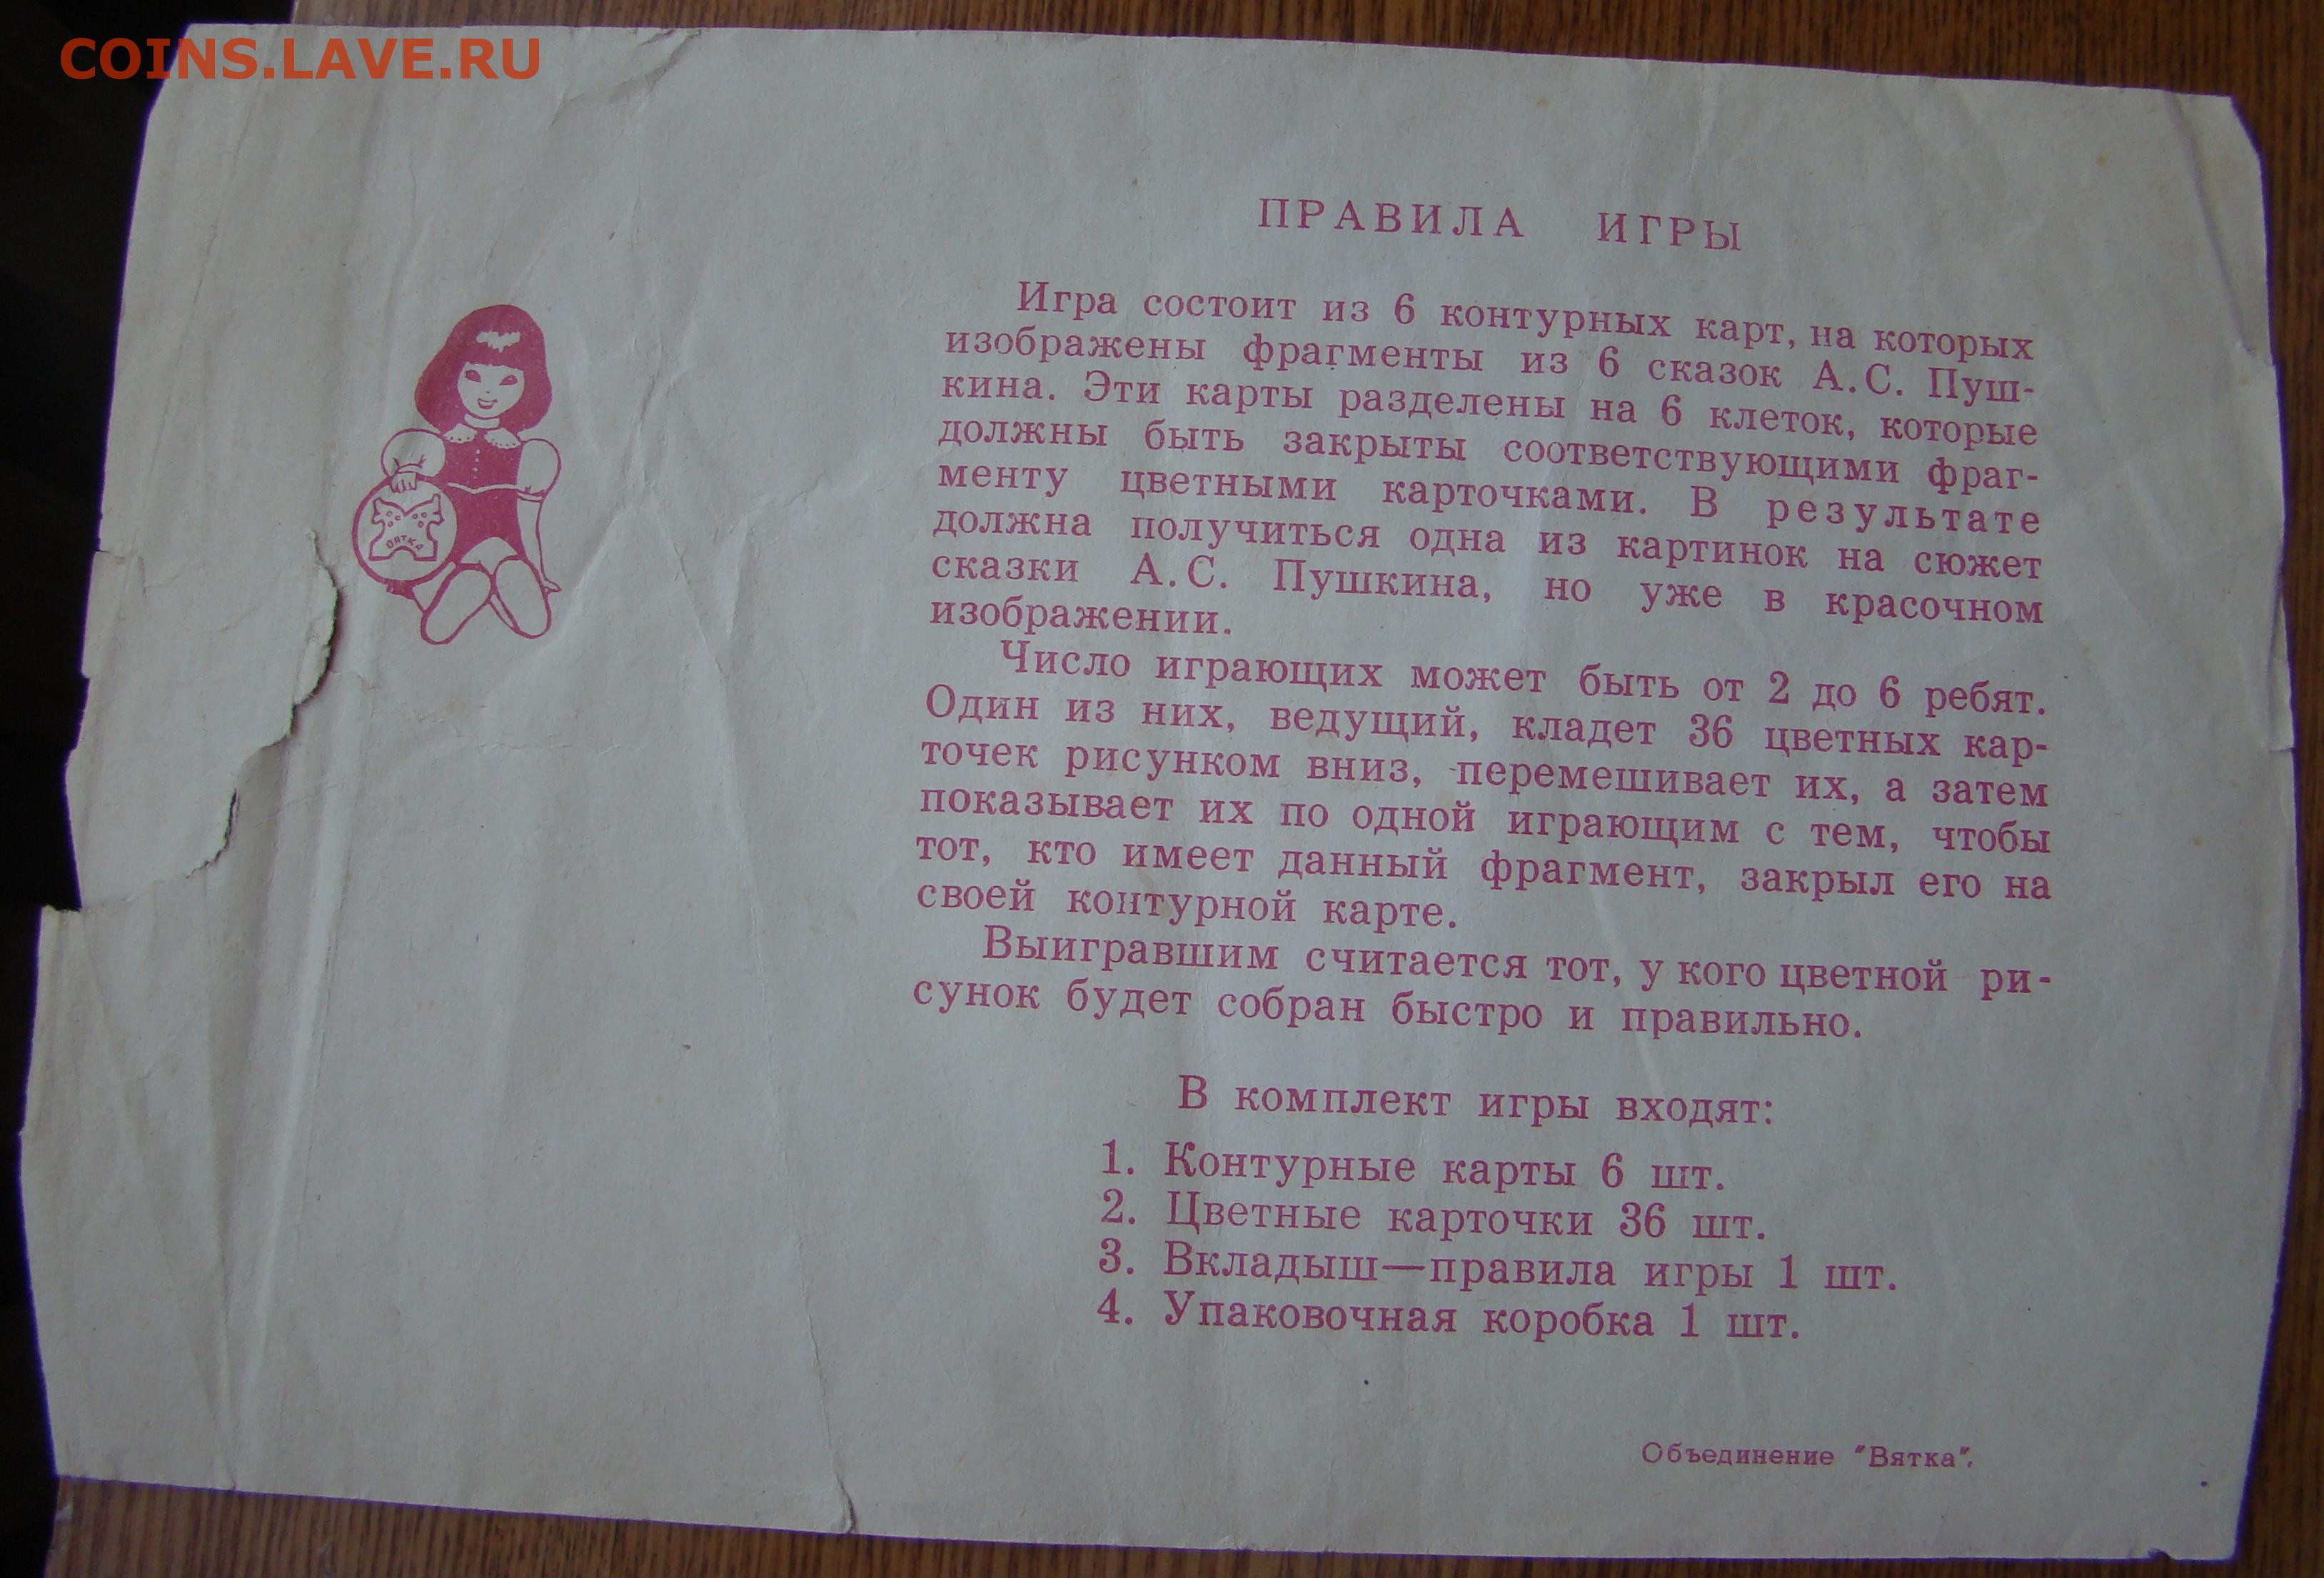 COINS.LAVE.RU
ПРАВИЛА ИГРЫ
Игра состоит из 6 контурных карт, на которых
изображены фрагменты из 6 сказок А.С. Пуш-
кина. Эти карты разделены на 6 клеток, которые
должны быть закрыты соответствующими фраг-
менту цветными карточками. В результате
должна получиться одна из картинок на сюжет
сказки А.С. Пушкина, но уже в красочном
изображении.
Число играющих может быть от 2 до 6 ребят.
Один из них, ведущий, кладет 36 цветных кар-
точек рисунком вниз, перемешивает их, а затем
показывает их по одной играющим с тем, чтобы
тот, кто имеет данный фрагмент, закрыл его на
своей контурной карте.
Выигравшим считается тот, у кого цветной ри-
сунок будет собран быстро и правильно.
В комплект игры входят:
1. Контурные карты 6 шт.
2. Цветные карточки 36 шт.
3. Вкладыш—правила игры 1 шт.
4. Упаковочная коробка 1 шт.
Объединение "Вятка".
ВЯТКА